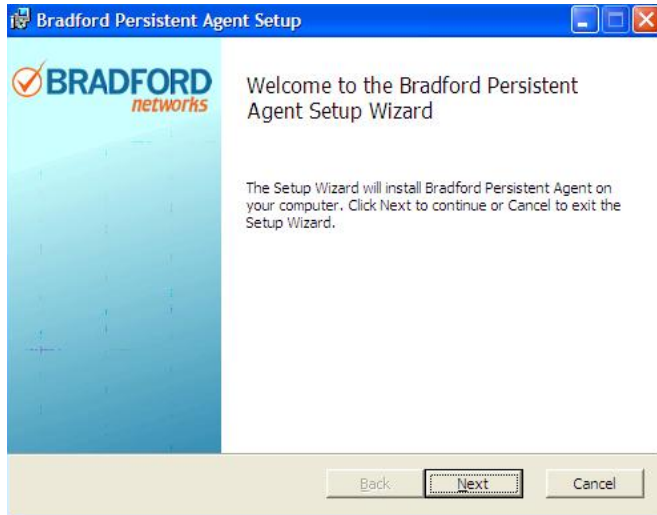 Bradford Persistent Agent Setup
BRADFORD
networks
Welcome to the Bradford Persistent
Agent Setup Wizard
The Setup Wizard will install Bradford Persistent Agent on
your computer. Click Next to continue or Cancel to exit the
Setup Wizard.
Back Next Cancel